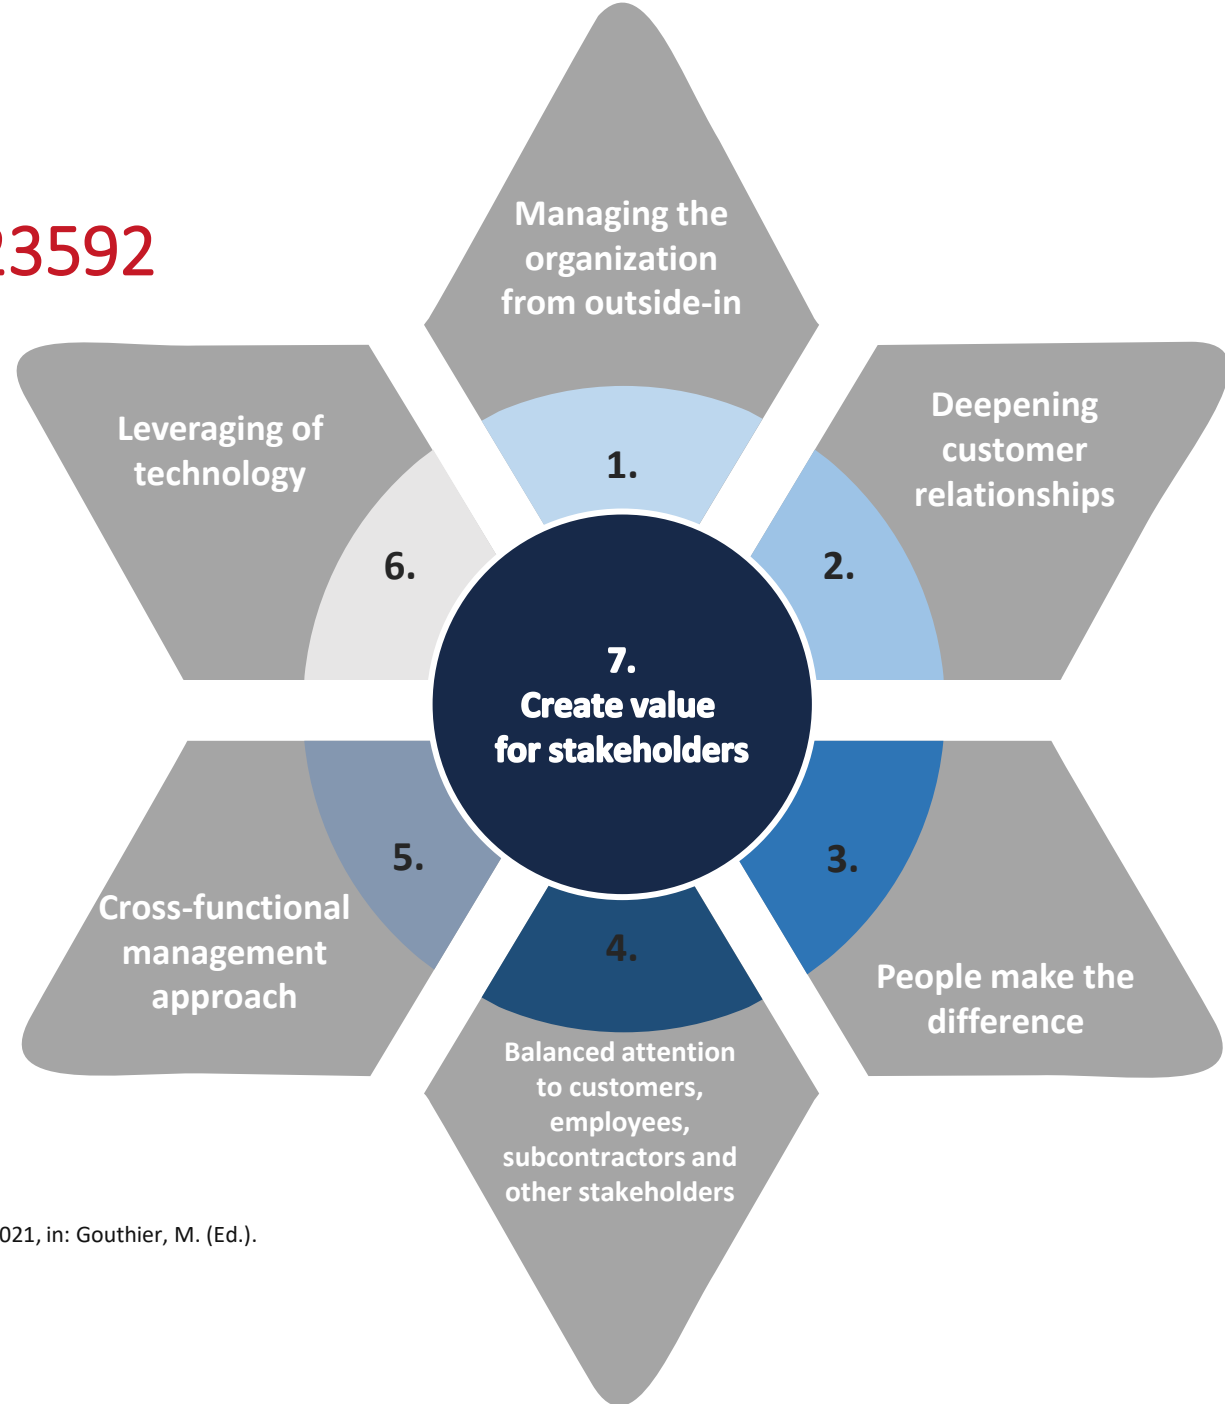 23592
Managing the
organization
from outside-in
1.
Deepening
customer
relationships
2.
People make the
difference
3.
4.
Balanced attention
to customers,
employees,
subcontractors and
other stakeholders
Cross-functional
management
approach
5.
Leveraging of
technology
6.
7.
Create value
for stakeholders
021, in: Gouthier, M. (Ed.).